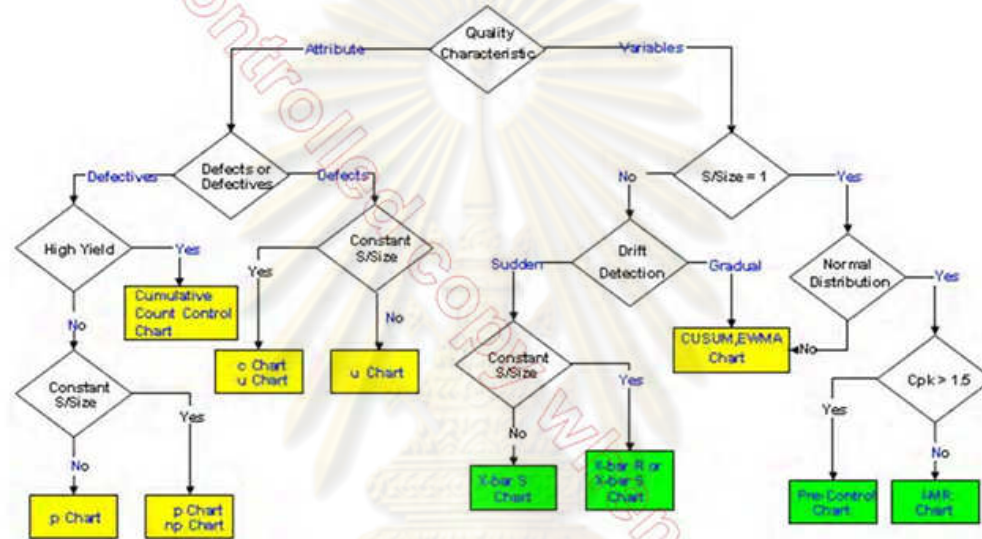 Quality
Characteristic
Attribute
Variables
Defects or
Defectives
Defectives
Defects
S/Size = 1
No
Yes
High Yield
Yes
Constant
S/Size
Yes
No
Drift
Detection
Sudden
Gradual
Normal
Distribution
Yes
No
Cumulative
Count Control
Chart
No
c Chart
u Chart
u Chart
CUSUM,EWMA
Chart
Constant
S/Size
Yes
No
Constant
S/Size
Yes
No
Cpk > 1.5
Yes
No
p Chart
p Chart
np Chart
X-bar S
Chart
X-bar R or
X-bar S
Chart
Pre-Control
Chart
I-MR
Chart
ontrolled copy when